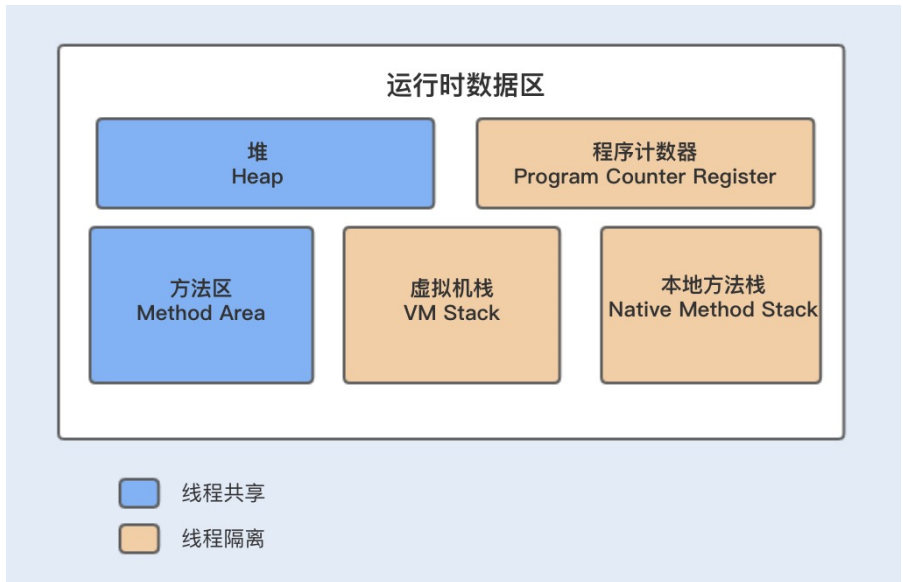 运行时数据区
堆
Heap
程序计数器
Program Counter Register
方法区
Method Area
虚拟机栈
VM Stack
本地方法栈
Native Method Stack
线程共享
线程隔离